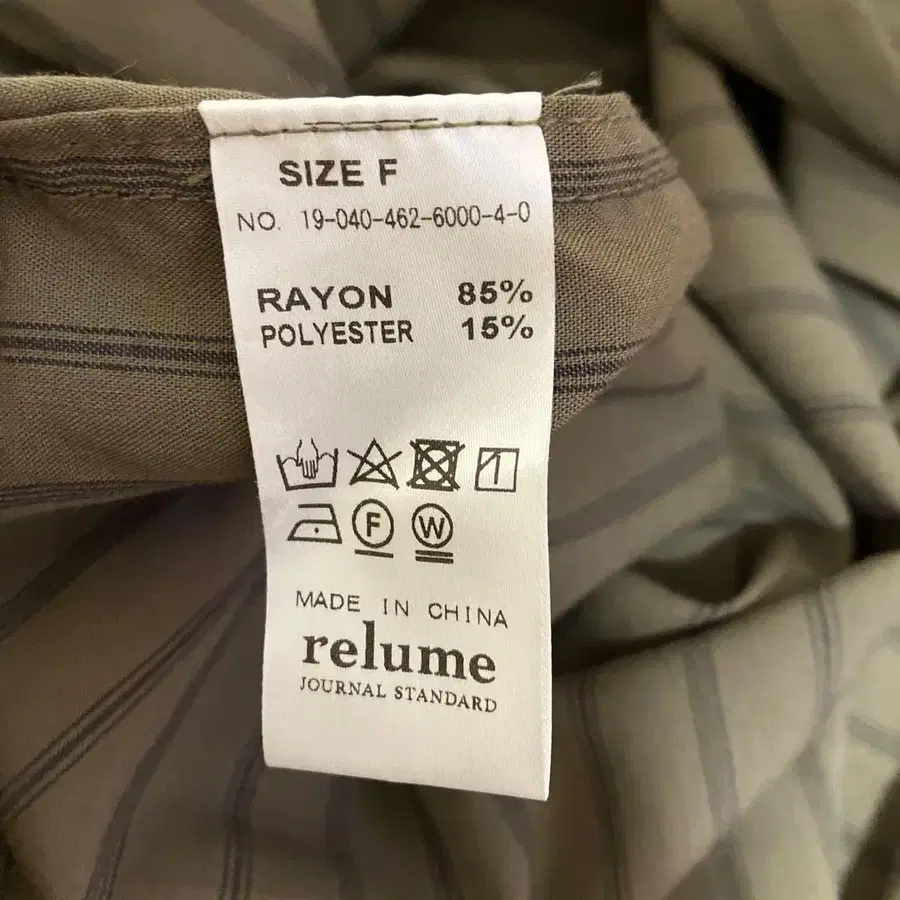 SIZE F
NO. 19-040-462-6000-4-0
RAYON 85%
POLYESTER 15%
F W
MADE IN CHINA
relume
JOURNAL STANDARD